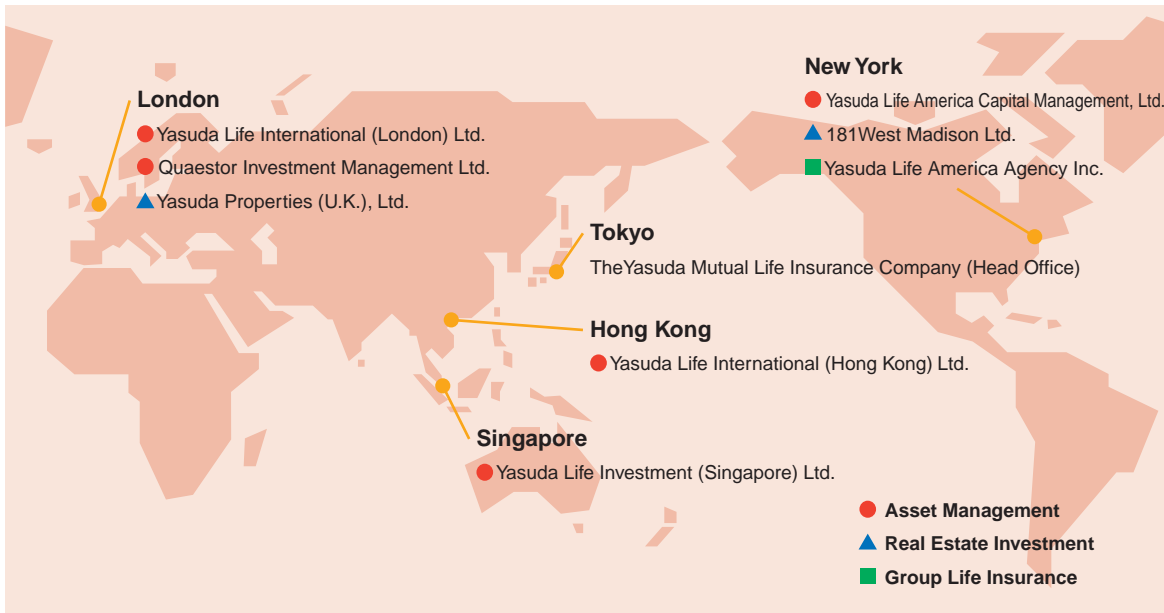 London
Yasuda Life International (London) Ltd.
Quaestor Investment Management Ltd.
Yasuda Properties (U.K.), Ltd.
New York
Yasuda Life America Capital Management, Ltd.
181West Madison Ltd.
Yasuda Life America Agency Inc.
Tokyo
TheYasuda Mutual Life Insurance Company (Head Office)
Hong Kong
Yasuda Life International (Hong Kong) Ltd.
Singapore
Yasuda Life Investment (Singapore) Ltd.
Asset Management
Real Estate Investment
Group Life Insurance